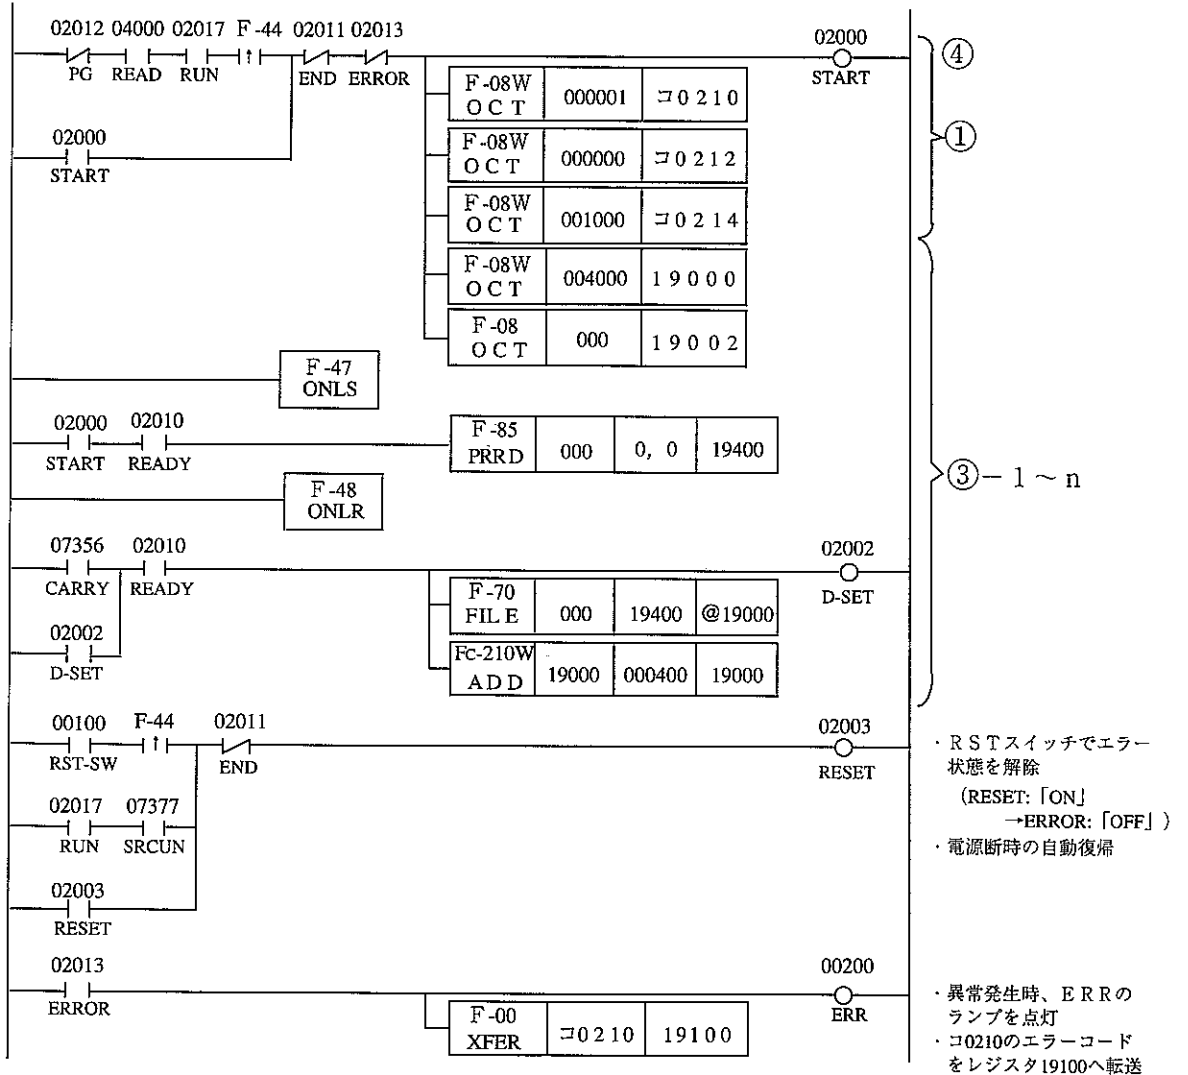 02012 04000 02017 F-44 02011 02013
02000
④
PG READ RUN ↑ END ERROR
START
F-08W
OCT 000001 コ0210
①
F-08W
OCT 000000 コ0212
02000
START
F-08W
OCT 001000 コ0214
F-08W
OCT 004000 19000
F-08
OCT 000 19002
F-47
ONLS
02000 02010
START READY
F-85
PRRD 000 0, 0 19400
③－1～n
F-48
ONLR
07356 02010
02002
CARRY READY
D-SET
F-70
FILE 000 19400 @19000
02002
D-SET
Fc-210W
ADD 19000 000400 19000
00100 F-44 02011
02003
RST-SW ↑ END
RESET
・RSTスイッチでエラー
状態を解除
(RESET:「ON」
→ERROR:「OFF」)
・電源断時の自動復帰
02017 07377
RUN SRCUN
02003
RESET
02013
00200
ERROR
ERR
・異常発生時、ERRの
ランプを点灯
F-00
XFER コ0210 19100
・コ0210のエラーコード
をレジスタ19100へ転送